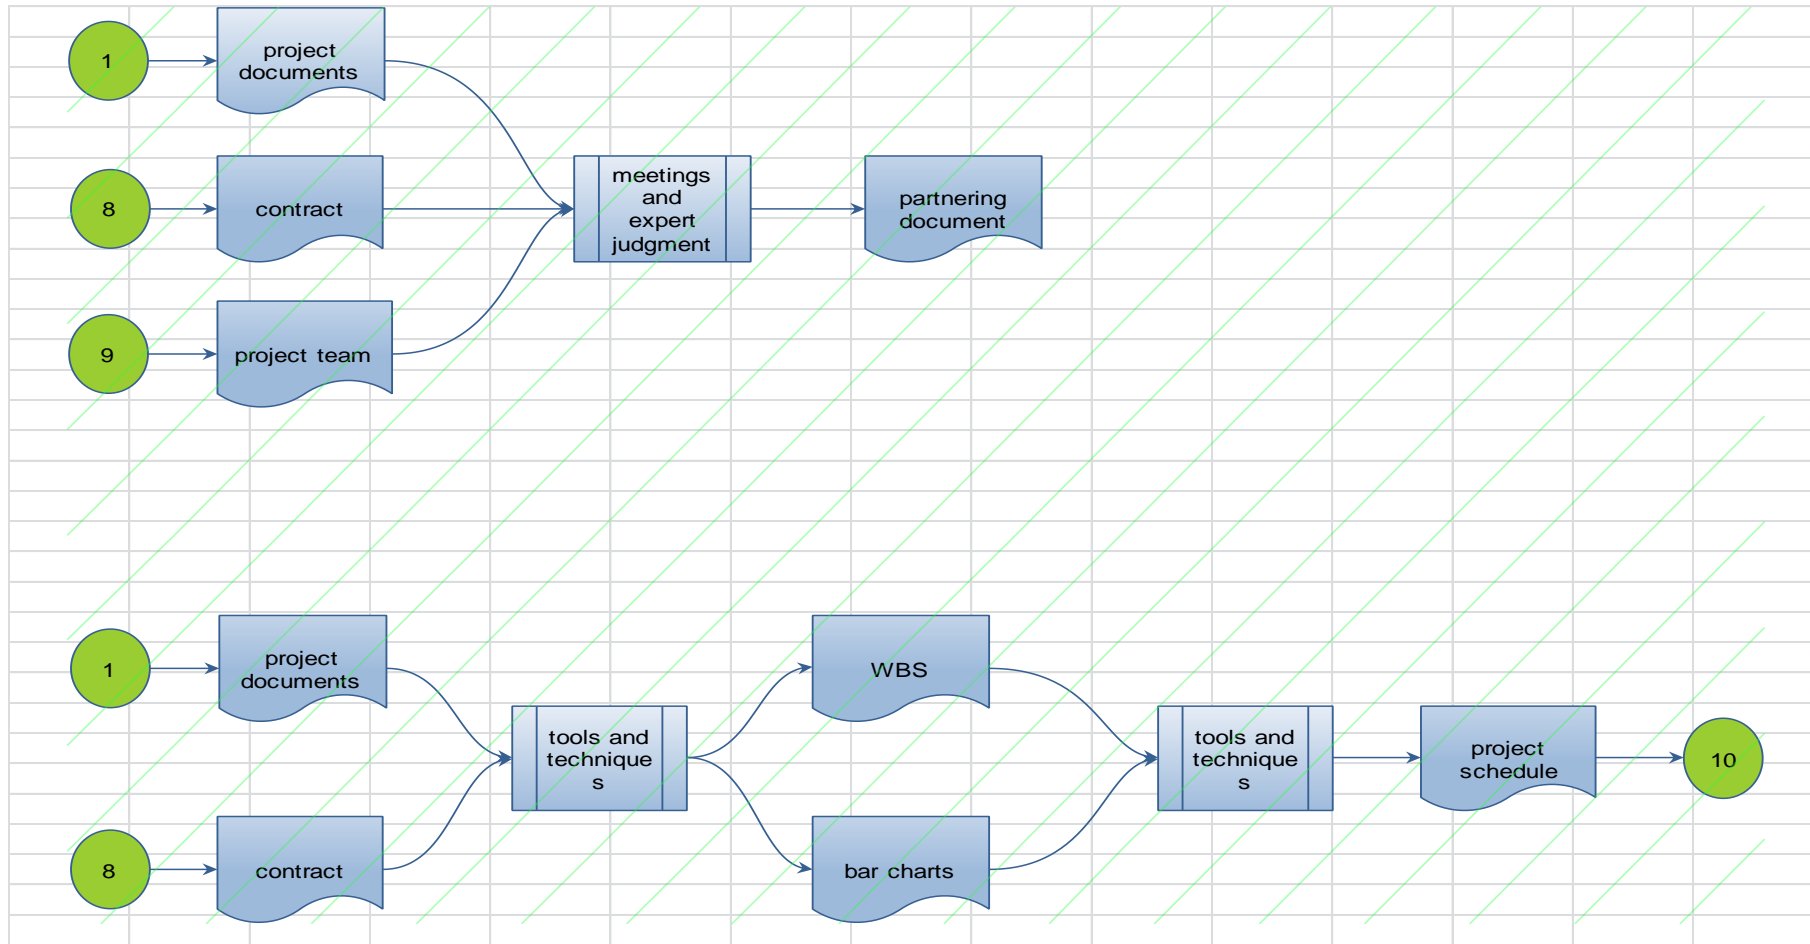 1
project
documents
8
contract
meetings
and
expert
judgment
partnering
document
9
project team
1
project
documents
WBS
tools and
technique
s
tools and
technique
s
project
schedule
10
8
contract
bar charts